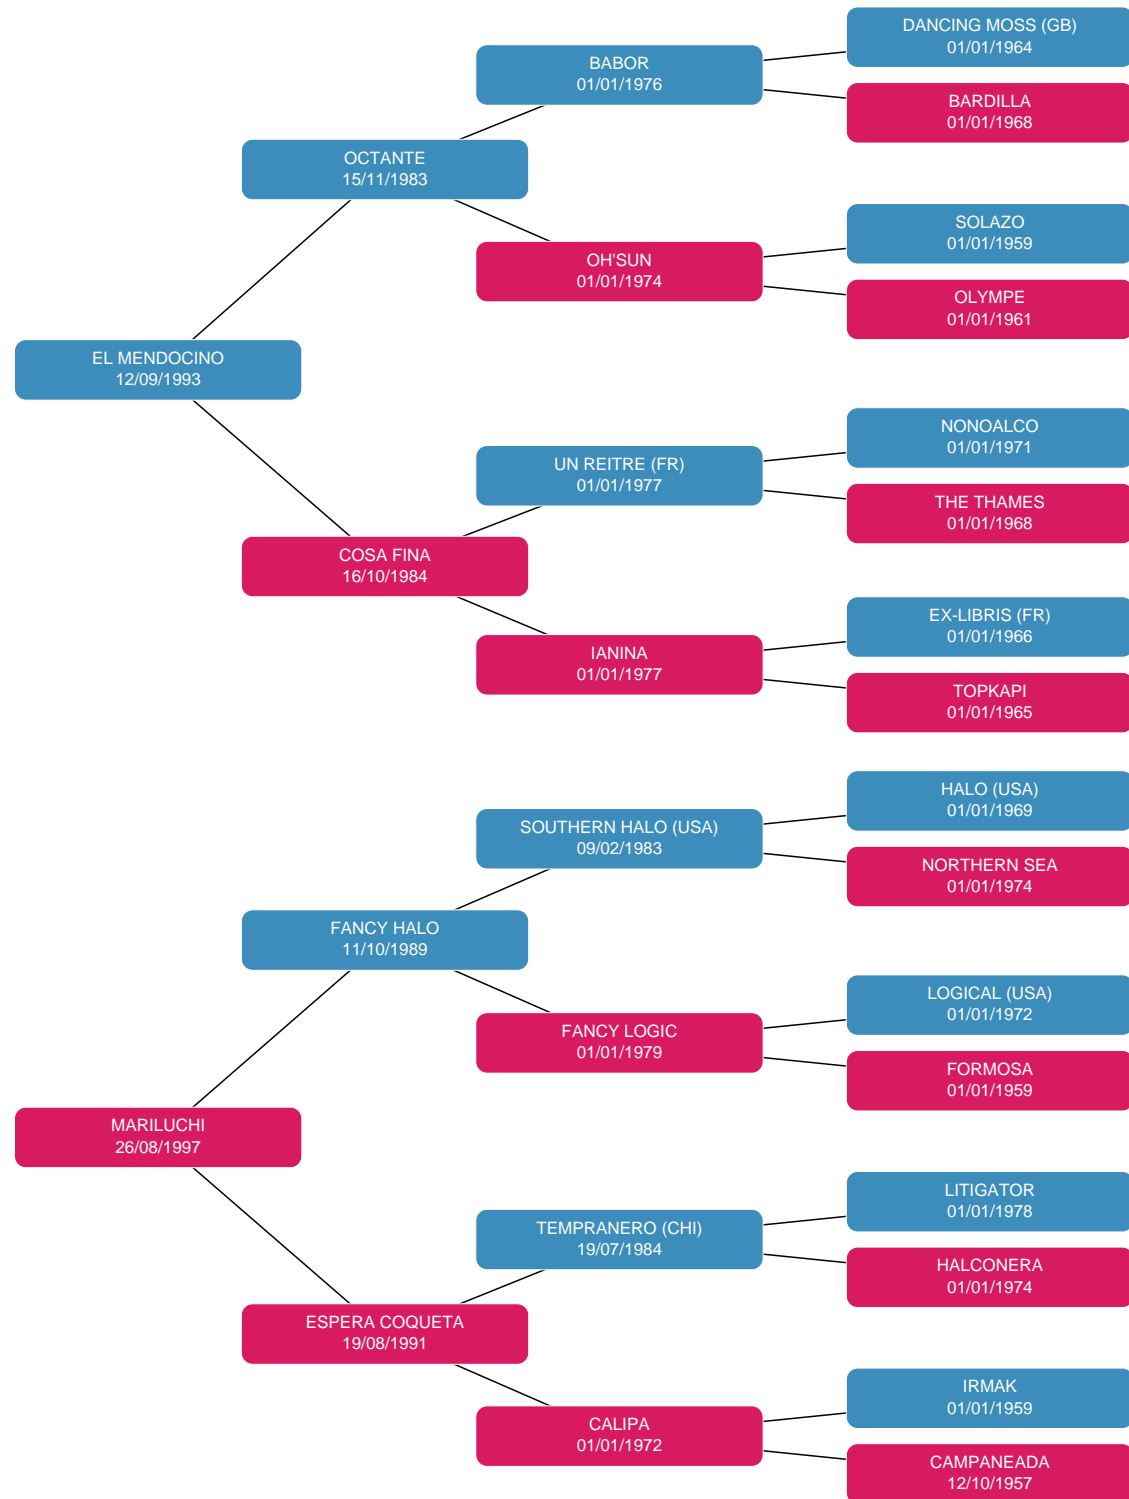 DANCING MOSS (GB)
01/01/1964
BABOR
01/01/1976
BARDILLA
01/01/1968
OCTANTE
15/11/1983
SOLAZO
01/01/1959
OH'SUN
01/01/1974
OLYMPE
01/01/1961
EL MENDOCINO
12/09/1993
NONOALCO
01/01/1971
UN REITRE (FR)
01/01/1977
THE THAMES
01/01/1968
COSA FINA
16/10/1984
EX-LIBRIS (FR)
01/01/1966
IANINA
01/01/1977
TOPKAPI
01/01/1965
HALO (USA)
01/01/1969
SOUTHERN HALO (USA)
09/02/1983
NORTHERN SEA
01/01/1974
FANCY HALO
11/10/1989
LOGICAL (USA)
01/01/1972
FANCY LOGIC
01/01/1979
FORMOSA
01/01/1959
MARILUCHI
26/08/1997
LITIGATOR
01/01/1978
TEMPRANERO (CHI)
19/07/1984
HALCONERA
01/01/1974
ESPERA COQUETA
19/08/1991
IRMAK
01/01/1959
CALIPA
01/01/1972
CAMPANEADA
12/10/1957